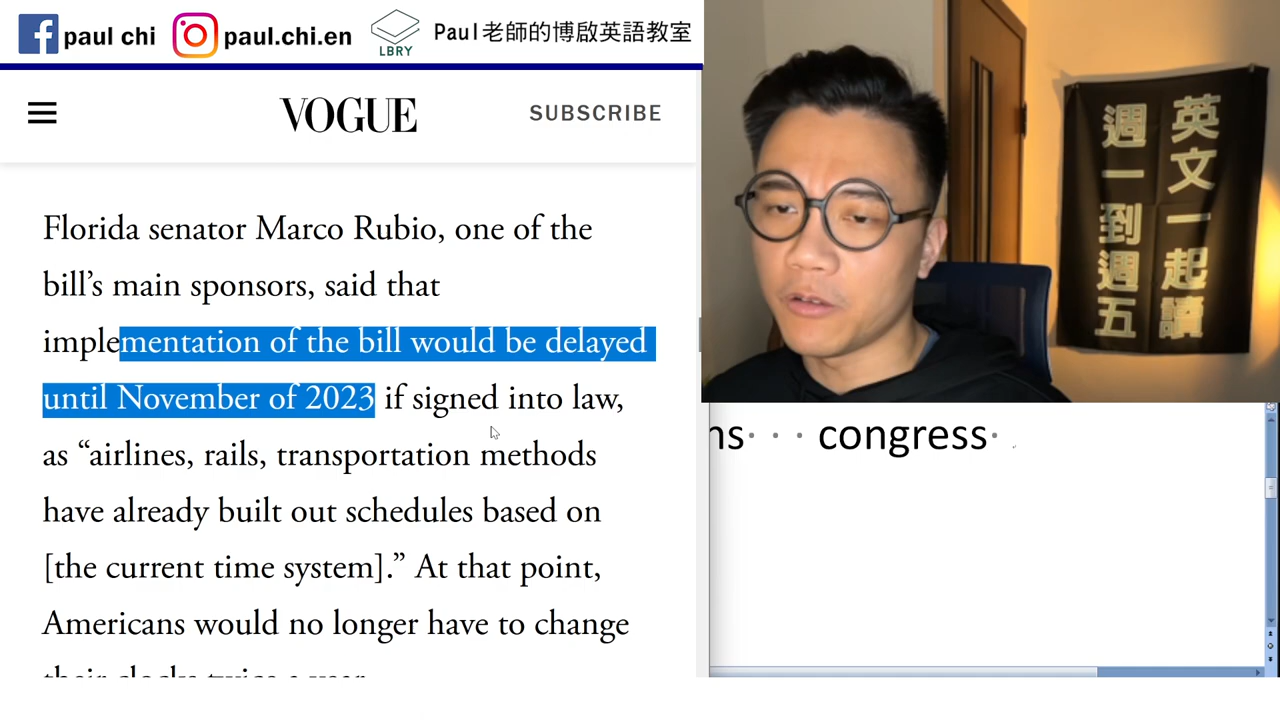 paul chi
paul.chi.en
LBRY
Paul老師的博啟英語教室
VOGUE
SUBSCRIBE
Florida senator Marco Rubio, one of the
bill’s main sponsors, said that
implementation of the bill would be delayed
until November of 2023 if signed into law,
as “airlines, rails, transportation methods
have already built out schedules based on
[the current time system].” At that point,
Americans would no longer have to change
their clocks twice a year.
英文一起讀
週一到週五
ns · · · congress ·